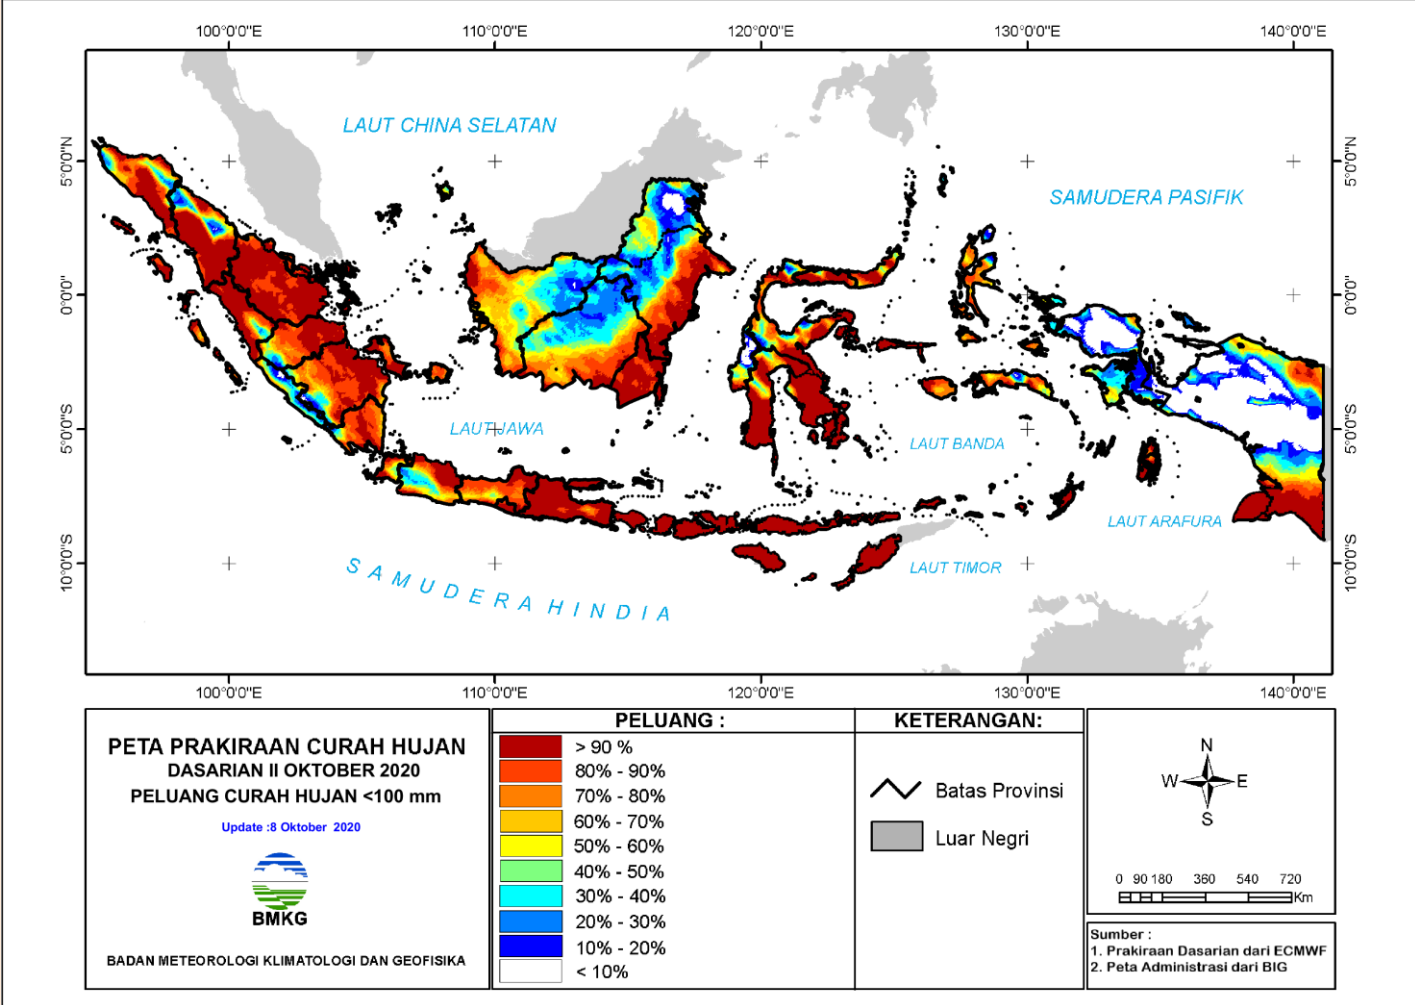 100°0'0"E 110°0'0"E 120°0'0"E 130°0'0"E 140°0'0"E
LAUT CHINA SELATAN
5°0'0"N 5°0'0"N
SAMUDERA PASIFIK
0°0'0" 0°0'0"
LAUT JAWA
5°0'0"S 5°0'0"S
LAUT BANDA
LAUT ARAFURA
10°0'0"S 10°0'0"S
LAUT TIMOR
SAMUDERA HINDIA
100°0'0"E 110°0'0"E 120°0'0"E 130°0'0"E 140°0'0"E
PETA PRAKIRAAN CURAH HUJAN
DASARIAN II OKTOBER 2020
PELUANG CURAH HUJAN <100 mm
Update :8 Oktober 2020
BMKG
BADAN METEOROLOGI KLIMATOLOGI DAN GEOFISIKA
PELUANG :
> 90 %
80% - 90%
70% - 80%
60% - 70%
50% - 60%
40% - 50%
30% - 40%
20% - 30%
10% - 20%
< 10%
KETERANGAN:
Batas Provinsi
Luar Negri
N
W E
S
0 90 180 360 540 720
Km
Sumber :
1. Prakiraan Dasarian dari ECMWF
2. Peta Administrasi dari BIG